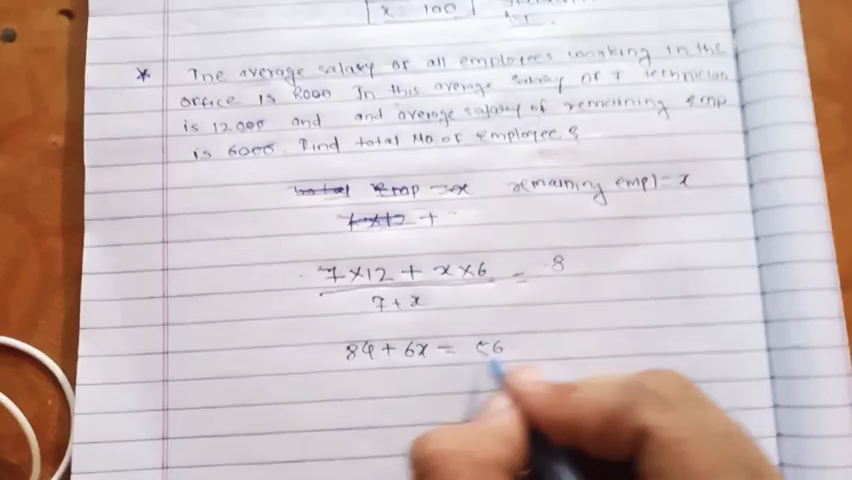 x = 100
* The average salary of all employees working in the
office is 8000 In this average salary of 7 technician
is 12000 and and average salary of remaining emp
is 6000. Find total No of employee ?
total emp = x remaining empl = x
7 x 12 +
7 x 12 + x x 6 = 8
7 + x
84 + 6x = 56